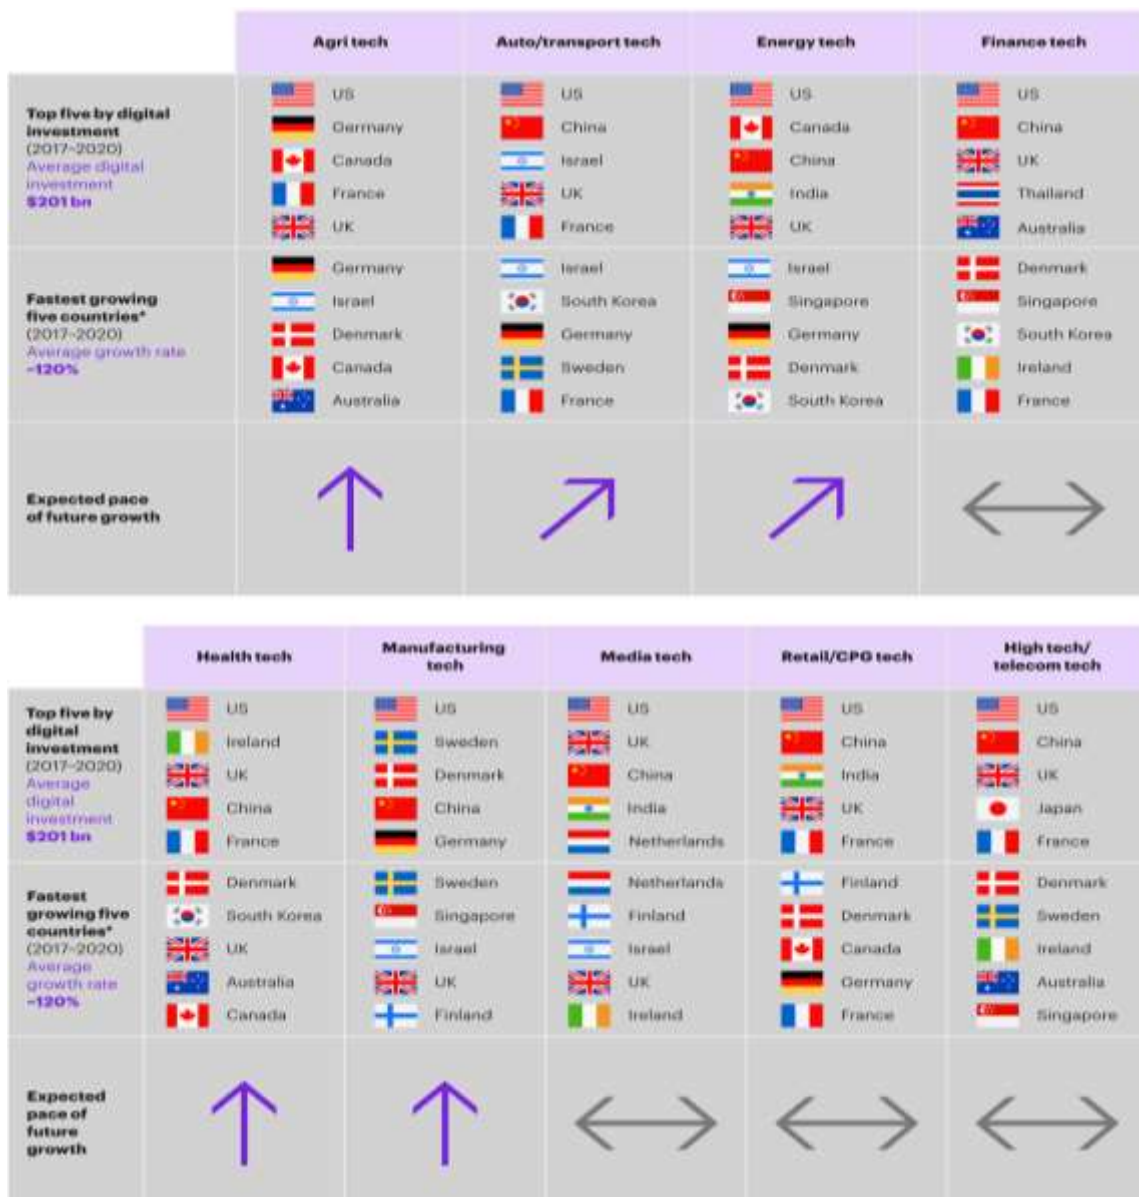 Agri tech Auto/transport tech Energy tech Finance tech
Top five by digital
investment
(2017–2020)
Average digital
investment
$201 bn
US US US US
Germany China Canada China
Canada Israel China UK
France UK India Thailand
UK France UK Australia
Fastest growing
five countries*
(2017–2020)
Average growth rate
~120%
Germany Israel Israel Denmark
Israel South Korea Singapore Singapore
Denmark Germany Germany South Korea
Canada Sweden Denmark Ireland
Australia France South Korea France
Expected pace
of future growth
Health tech Manufacturing
tech Media tech Retail/CPG tech High tech/
telecom tech
Top five by
digital
investment
(2017–2020)
Average
digital
investment
$201 bn
US US US US US
Ireland Sweden UK China China
UK Denmark China India UK
China China India UK Japan
France Germany Netherlands France France
Fastest
growing five
countries*
(2017–2020)
Average
growth rate
~120%
Denmark Sweden Netherlands Finland Denmark
South Korea Singapore Finland Denmark Sweden
UK Israel Israel Canada Ireland
Australia UK UK Germany Australia
Canada Finland Ireland France Singapore
Expected
pace of
future
growth